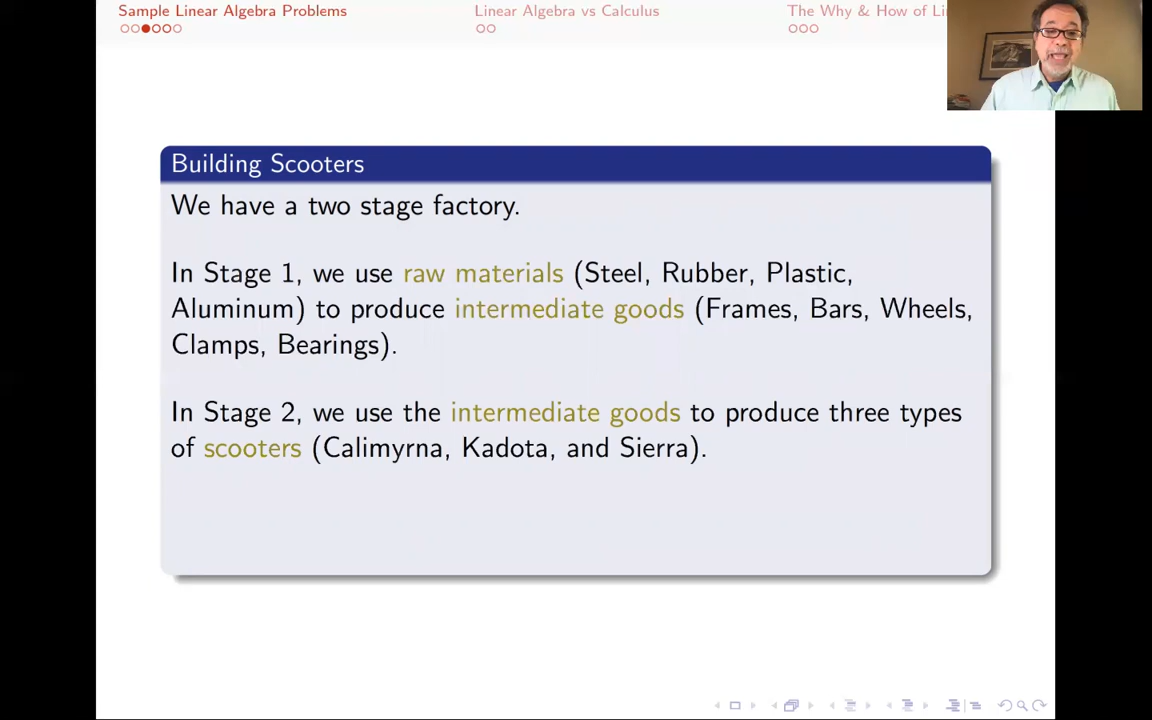 Sample Linear Algebra Problems
Linear Algebra vs Calculus
The Why & How of Li
Building Scooters
We have a two stage factory.
In Stage 1, we use raw materials (Steel, Rubber, Plastic,
Aluminum) to produce intermediate goods (Frames, Bars, Wheels,
Clamps, Bearings).
In Stage 2, we use the intermediate goods to produce three types
of scooters (Calimyrna, Kadota, and Sierra).